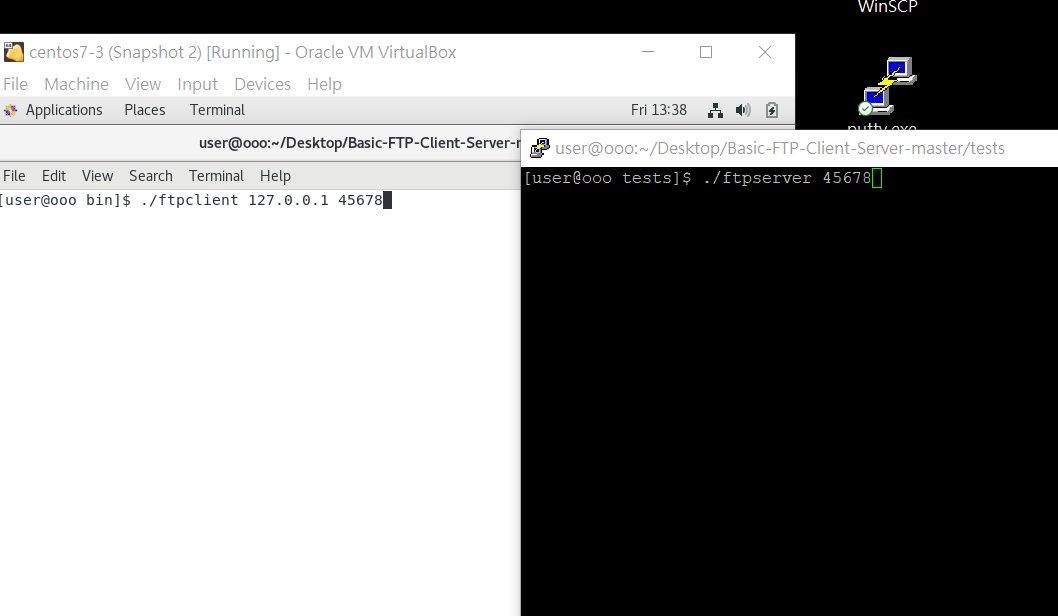 WinSCP
centos7-3 (Snapshot 2) [Running] - Oracle VM VirtualBox
File Machine View Input Devices Help
Applications Places Terminal Fri 13:38
putty.exe
user@ooo:~/Desktop/Basic-FTP-Client-Server-
user@ooo:~/Desktop/Basic-FTP-Client-Server-master/tests
File Edit View Search Terminal Help
[user@ooo bin]$ ./ftpclient 127.0.0.1 45678
[user@ooo tests]$ ./ftpserver 45678